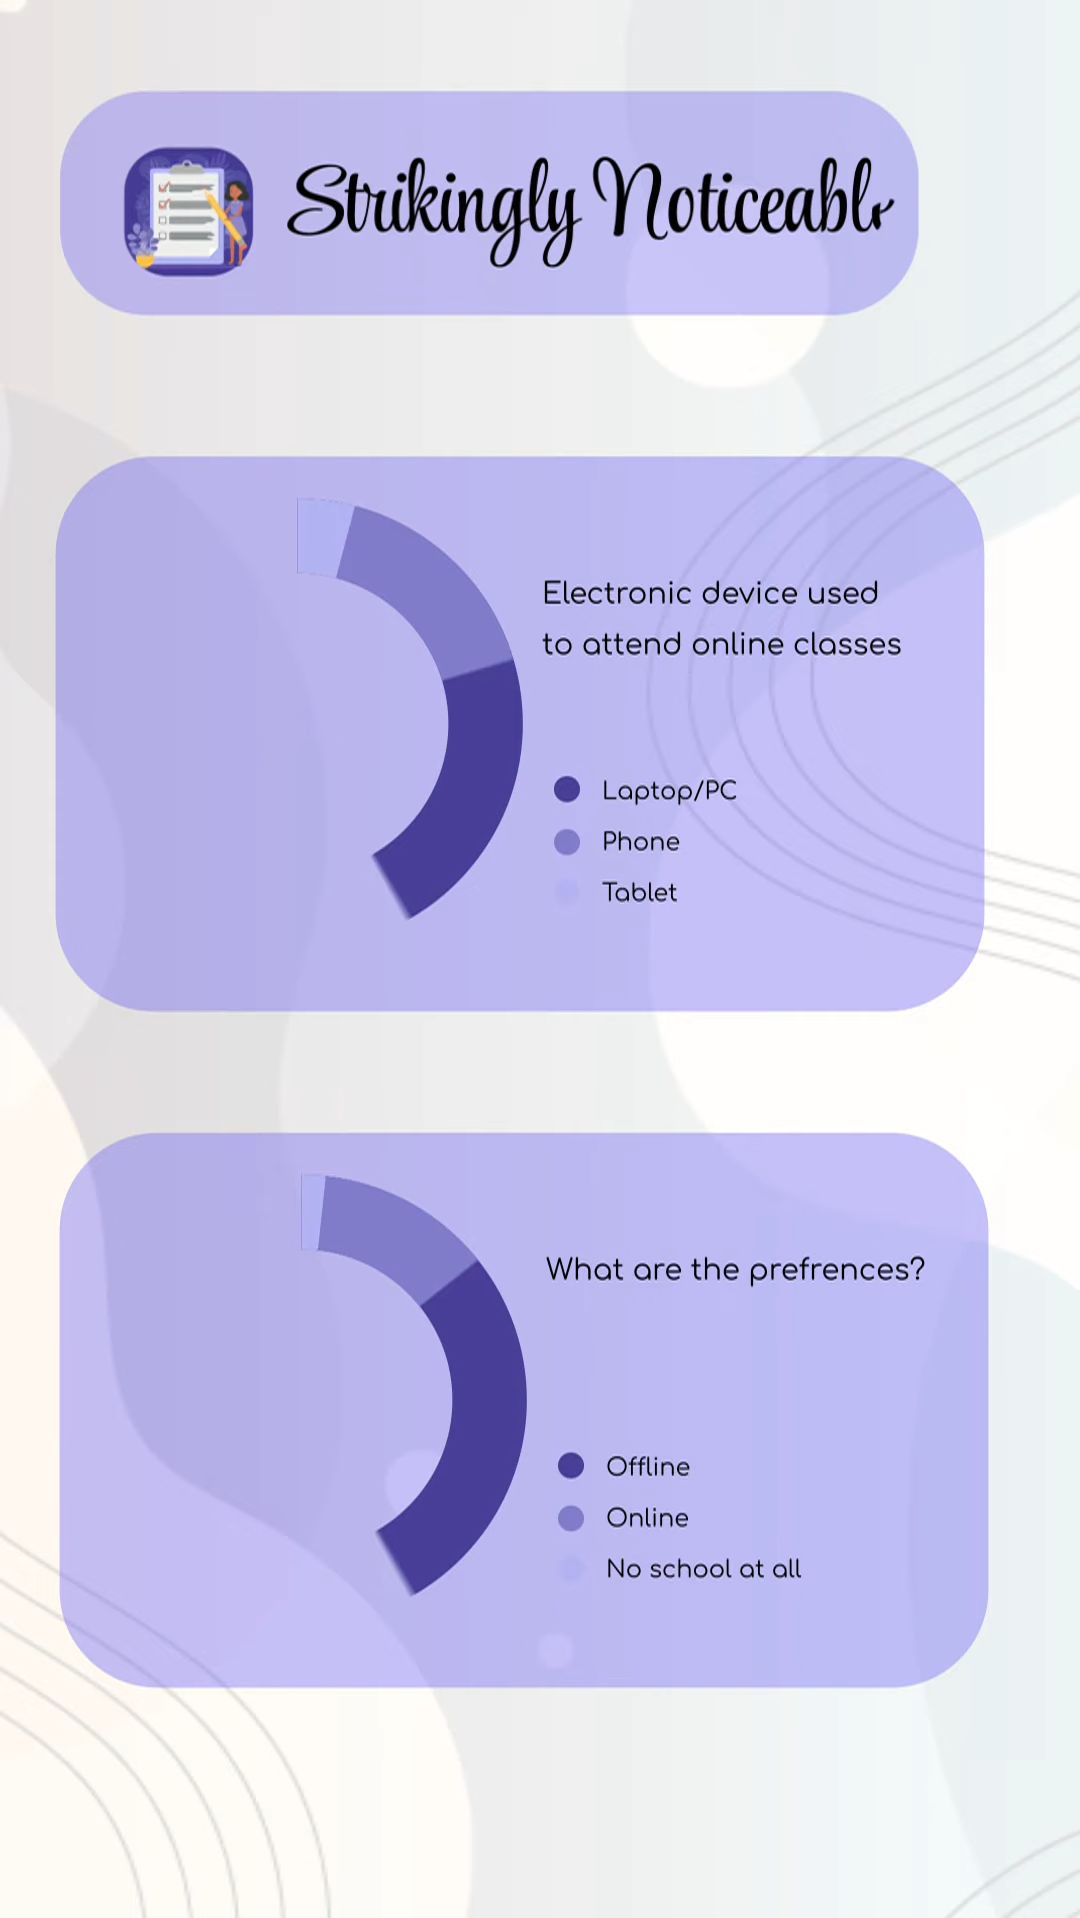 Strikingly Noticeable
Electronic device used
to attend online classes
Laptop/PC
Phone
Tablet
What are the prefrences?
Offline
Online
No school at all